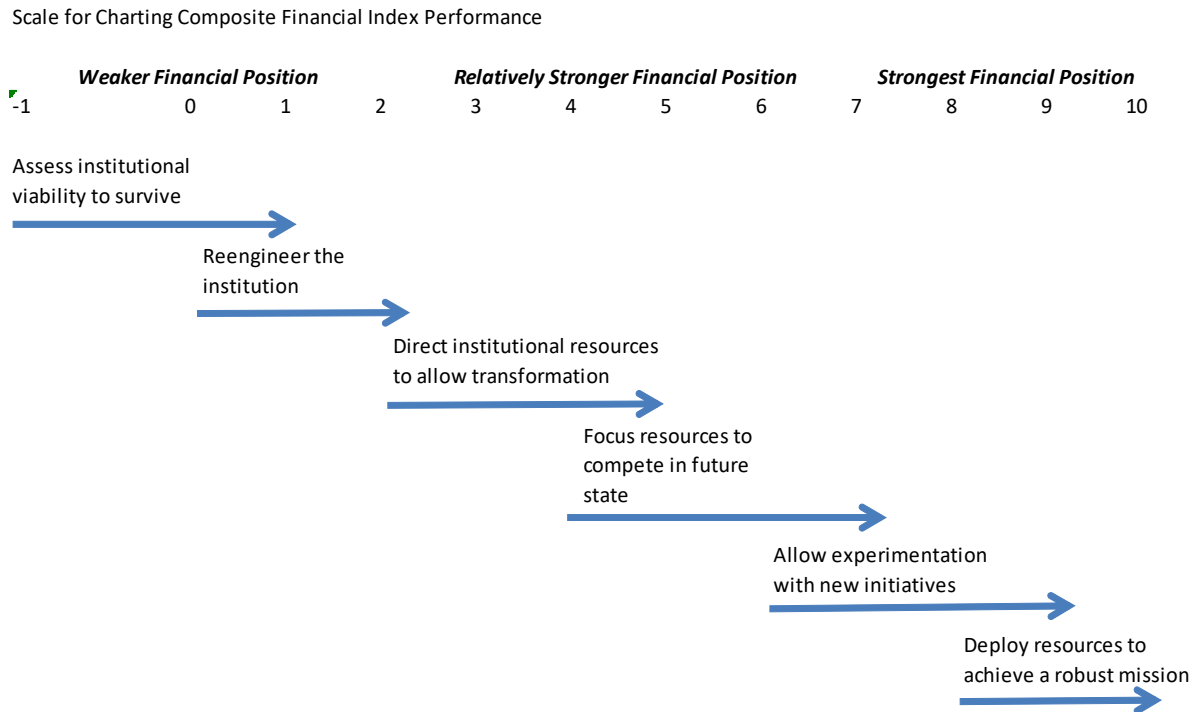 Scale for Charting Composite Financial Index Performance
Weaker Financial Position Relatively Stronger Financial Position Strongest Financial Position
-1 0 1 2 3 4 5 6 7 8 9 10
Assess institutional
viability to survive
Reengineer the
institution
Direct institutional resources
to allow transformation
Focus resources to
compete in future
state
Allow experimentation
with new initiatives
Deploy resources to
achieve a robust mission